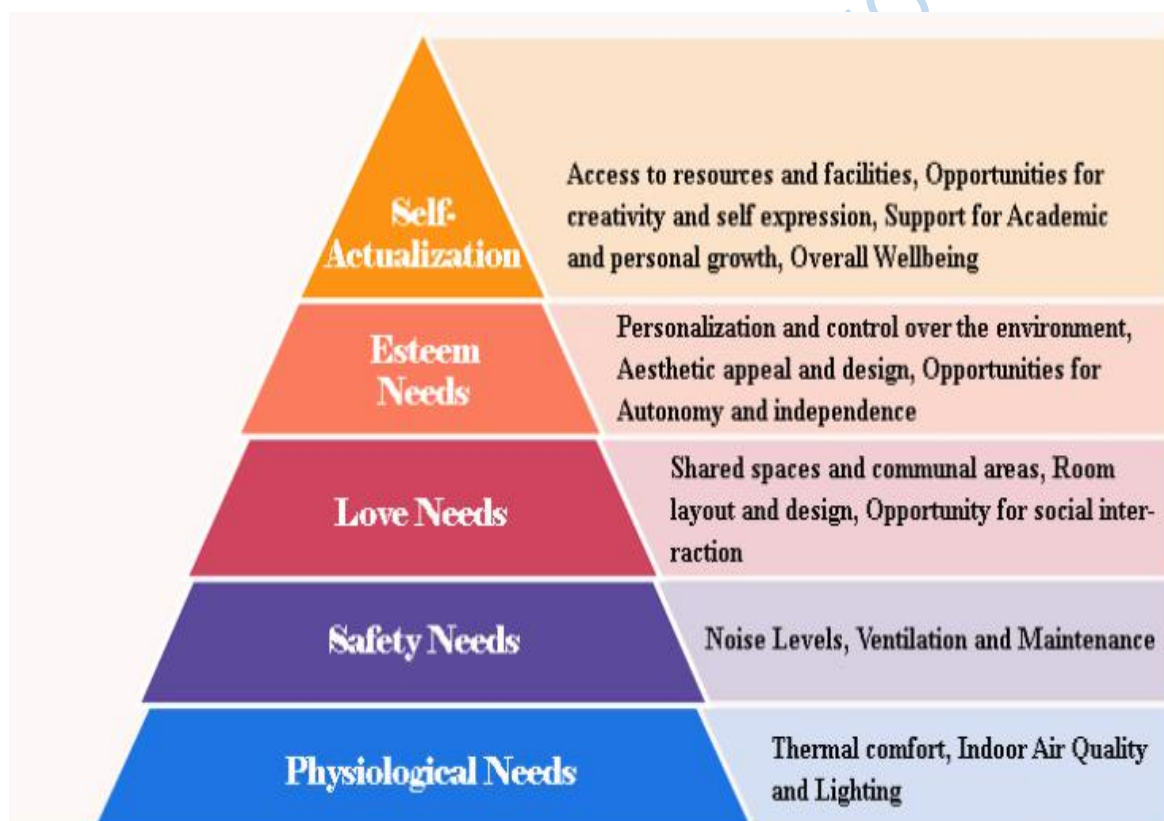 Self-
Actualization
Access to resources and facilities, Opportunities for
creativity and self expression, Support for Academic
and personal growth, Overall Wellbeing
Esteem
Needs
Personalization and control over the environment,
Aesthetic appeal and design, Opportunities for
Autonomy and independence
Love Needs
Shared spaces and communal areas, Room
layout and design, Opportunity for social inter-
raction
Safety Needs
Noise Levels, Ventilation and Maintenance
Physiological Needs
Thermal comfort, Indoor Air Quality
and Lighting